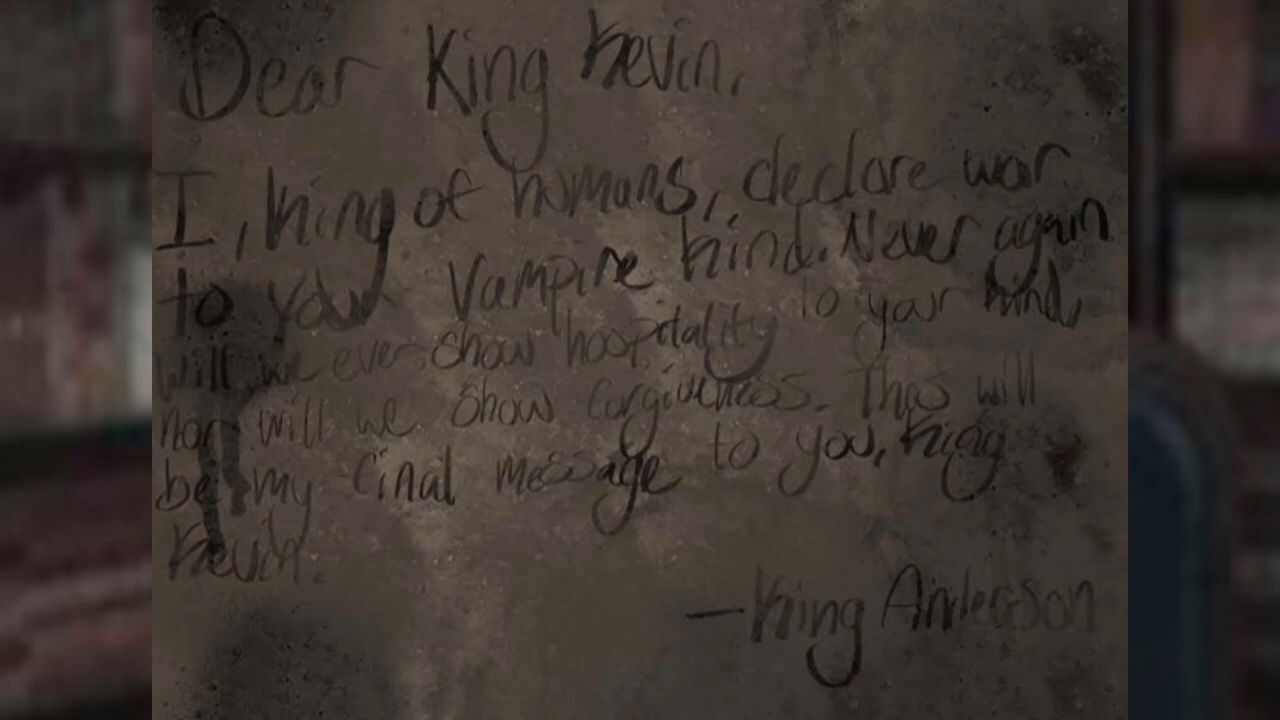 Dear King Kevin,
I, King of humans, declare war
to your Vampire kind. Never again
will we ever show hospitality to your kind,
nor will we show forgiveness. This will
be my final message to you, King
Kevin.
—King Anderson